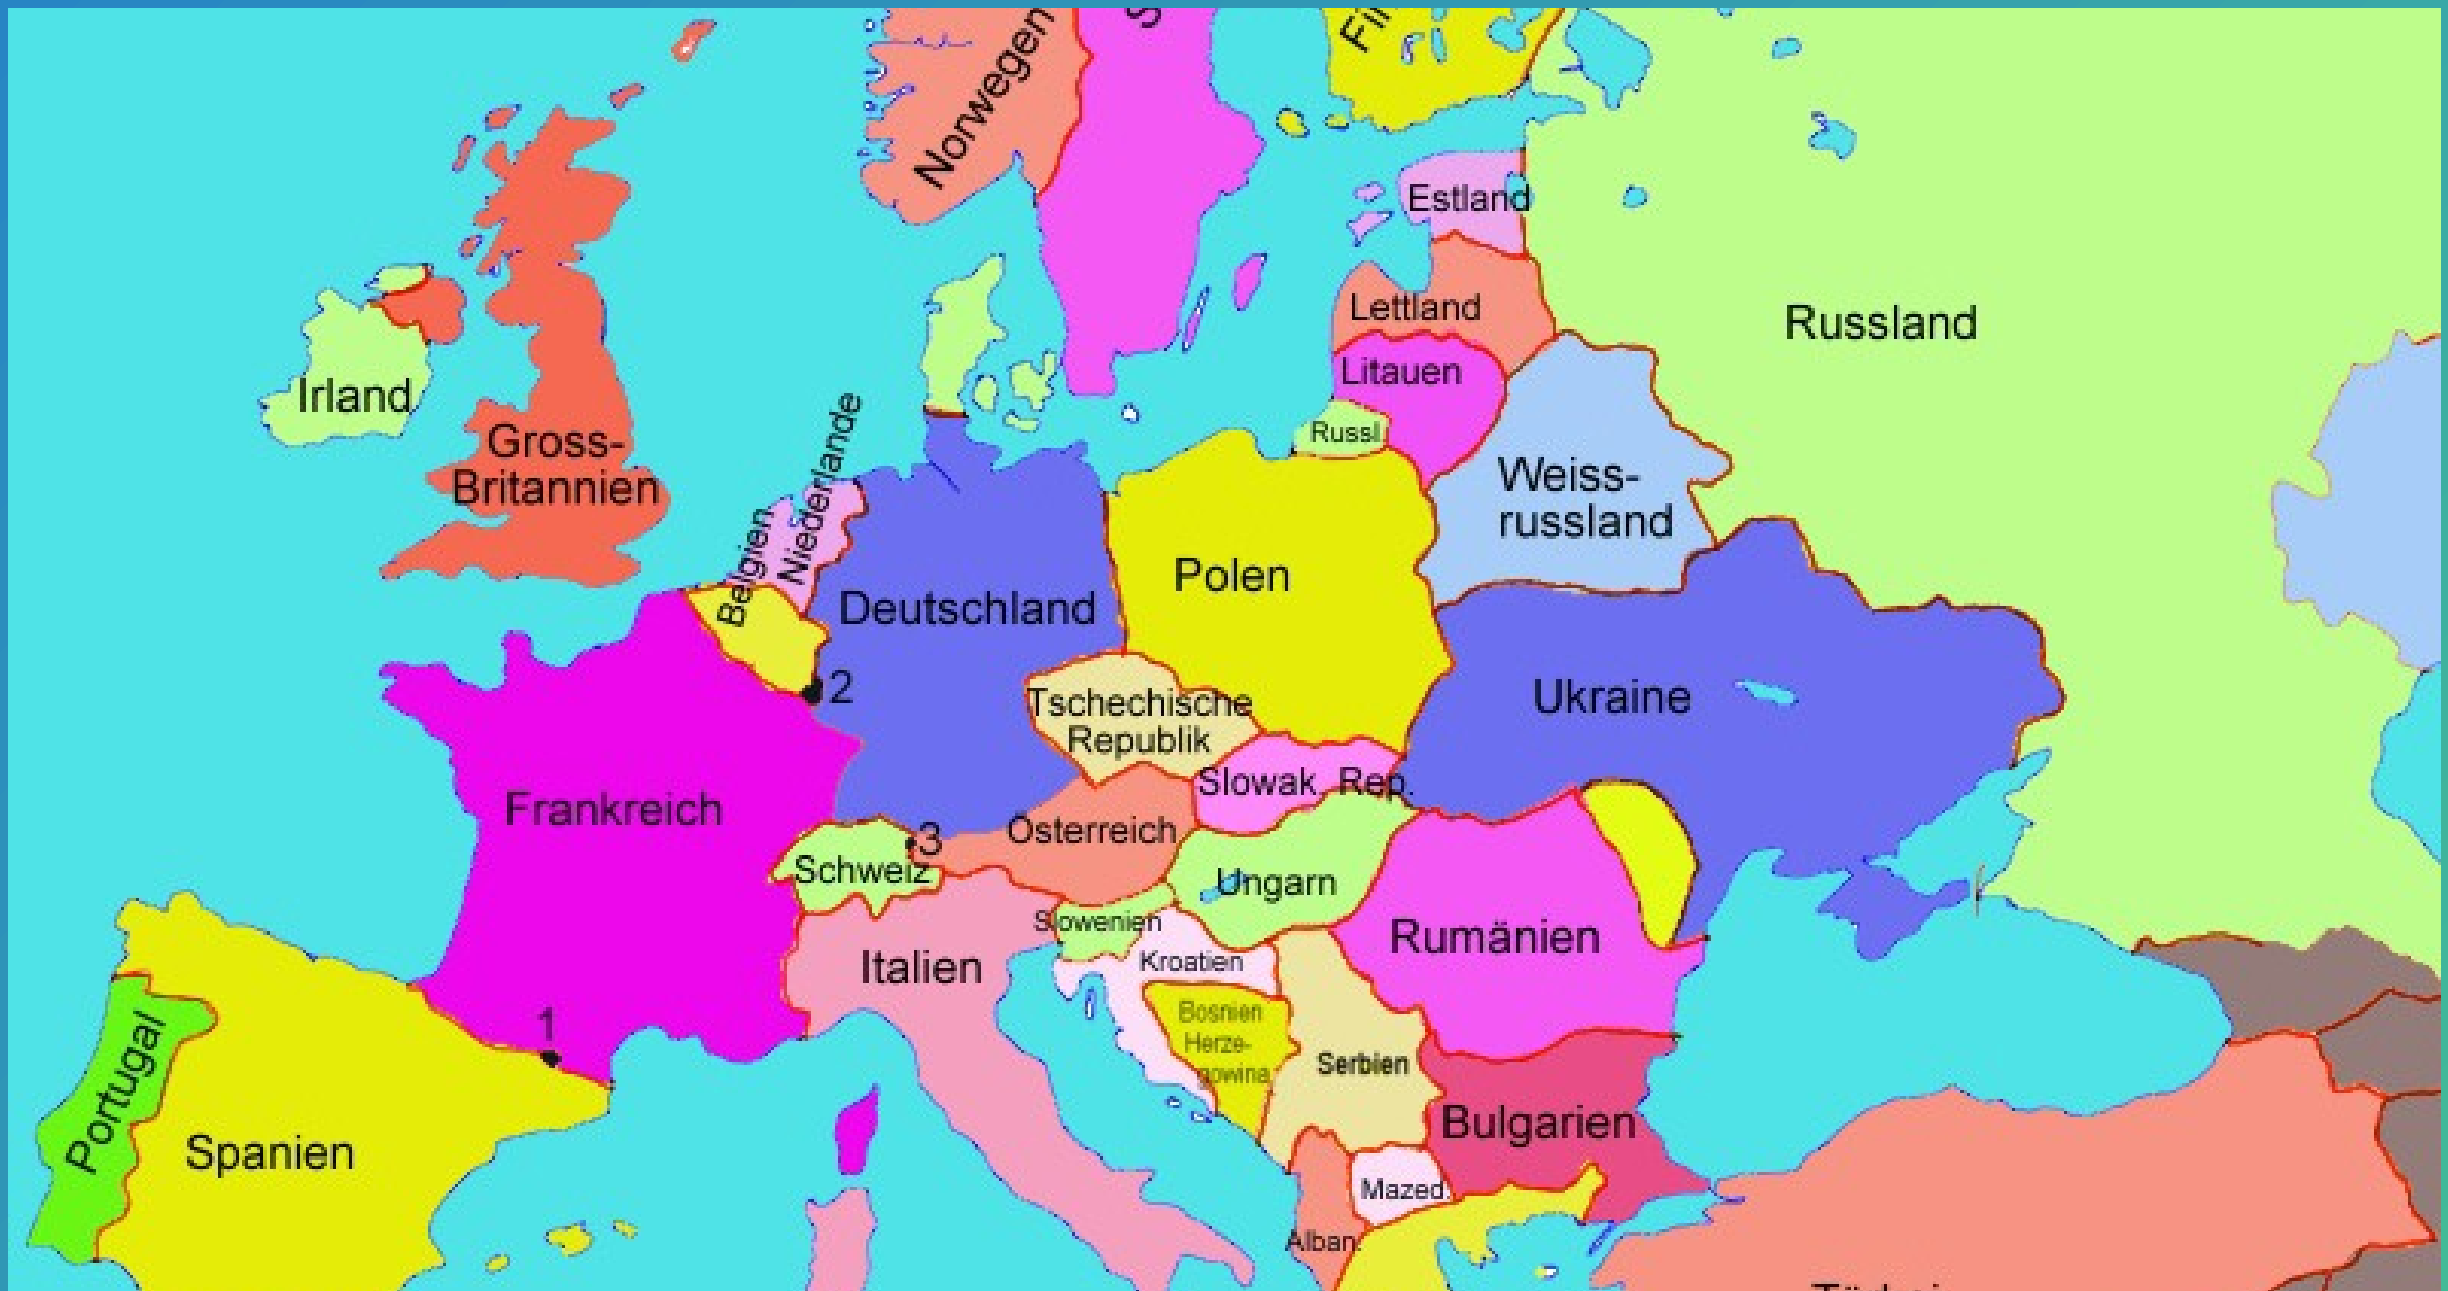 Norwegen
S
Fin
Estland
Lettland
Russland
Litauen
Irland
Russl.
Gross-
Britannien
Niederlande
Belgien
Weiss-
russland
Polen
Deutschland
2
Tschechische
Republik
Ukraine
Slowak. Rep.
Frankreich
3
Österreich
Schweiz
Ungarn
Slowenien
Rumänien
Kroatien
Italien
Bosnien
Herze-
gowina
1
Serbien
Portugal
Bulgarien
Spanien
Mazed.
Alban.